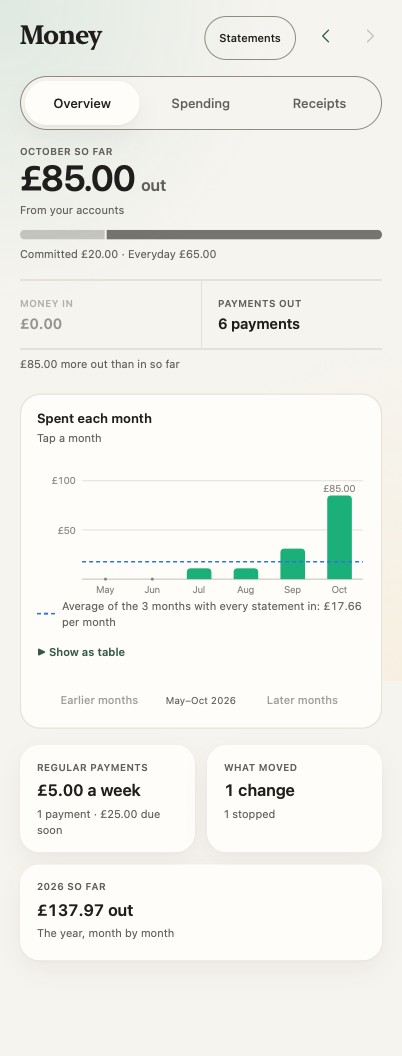 Money
Statements
Overview
Spending
Receipts
OCTOBER SO FAR
£85.00 out
From your accounts
Committed £20.00 · Everyday £65.00
MONEY IN
£0.00
PAYMENTS OUT
6 payments
£85.00 more out than in so far
Spent each month
Tap a month
£100
£50
£85.00
May
Jun
Jul
Aug
Sep
Oct
Average of the 3 months with every statement in: £17.66
per month
Show as table
Earlier months
May–Oct 2026
Later months
REGULAR PAYMENTS
£5.00 a week
1 payment · £25.00 due
soon
WHAT MOVED
1 change
1 stopped
2026 SO FAR
£137.97 out
The year, month by month